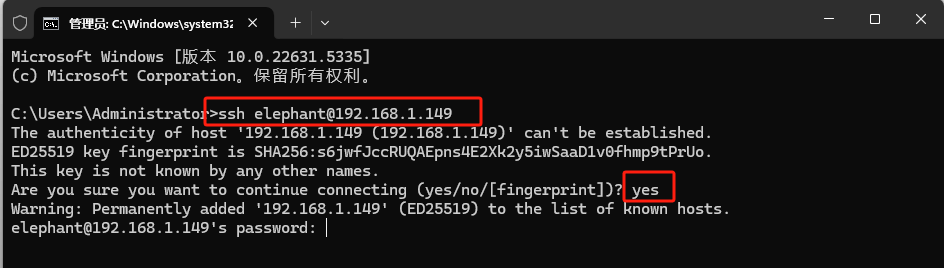 管理员: C:\Windows\system32
Microsoft Windows [版本 10.0.22631.5335]
(c) Microsoft Corporation。保留所有权利。
C:\Users\Administrator>ssh elephant@192.168.1.149
The authenticity of host '192.168.1.149 (192.168.1.149)' can't be established.
ED25519 key fingerprint is SHA256:s6jwfJccRUQAEpns4E2Xk2y5iwSaaD1v0fhmp9tPrUo.
This key is not known by any other names.
Are you sure you want to continue connecting (yes/no/[fingerprint])? yes
Warning: Permanently added '192.168.1.149' (ED25519) to the list of known hosts.
elephant@192.168.1.149's password: